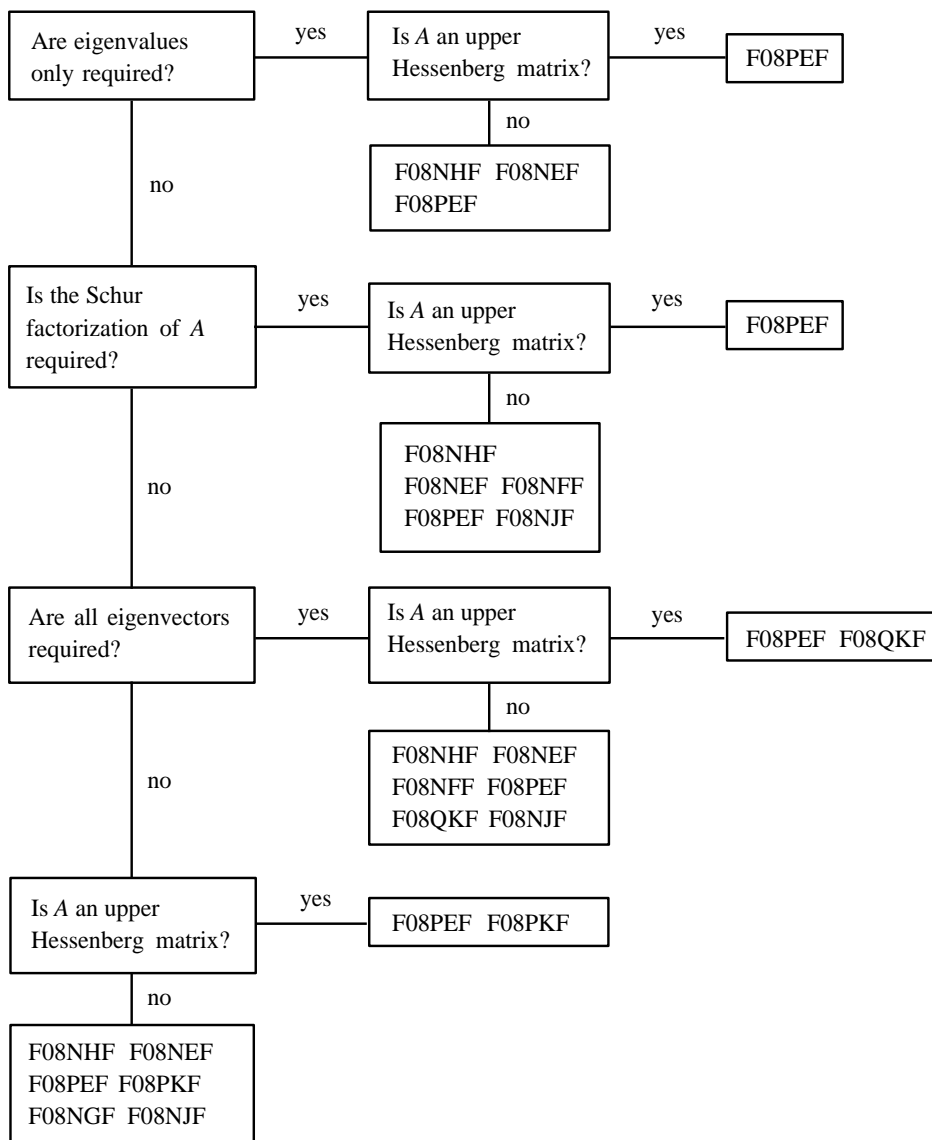 Are eigenvalues
only required?
yes
Is A an upper
Hessenberg matrix?
yes
F08PEF
no
F08NHF F08NEF
F08PEF
no
Is the Schur
factorization of A
required?
yes
Is A an upper
Hessenberg matrix?
yes
F08PEF
no
F08NHF
F08NEF F08NFF
F08PEF F08NJF
no
Are all eigenvectors
required?
yes
Is A an upper
Hessenberg matrix?
yes
F08PEF F08QKF
no
F08NHF F08NEF
F08NFF F08PEF
F08QKF F08NJF
no
Is A an upper
Hessenberg matrix?
yes
F08PEF F08PKF
no
F08NHF F08NEF
F08PEF F08PKF
F08NGF F08NJF